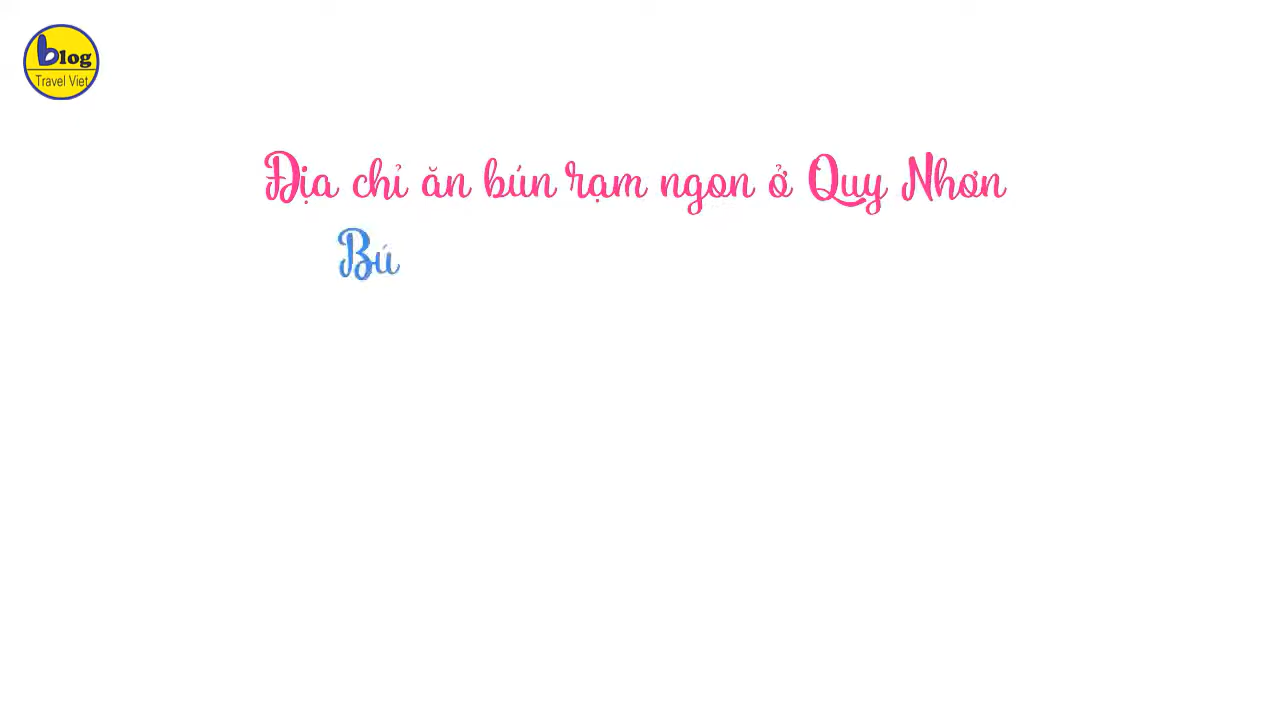 blog
Travel Viet
Địa chỉ ăn bún rạm ngon ở Quy Nhơn
Bú